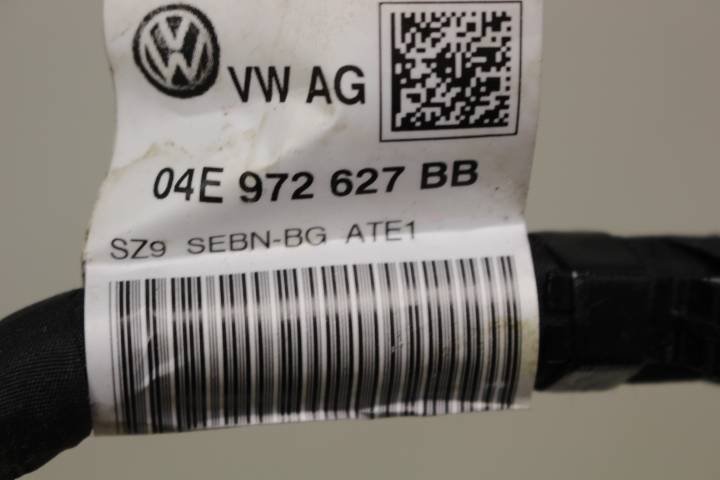 VW AG
04E 972 627 BB
SZ9 SEBN-BG ATE1